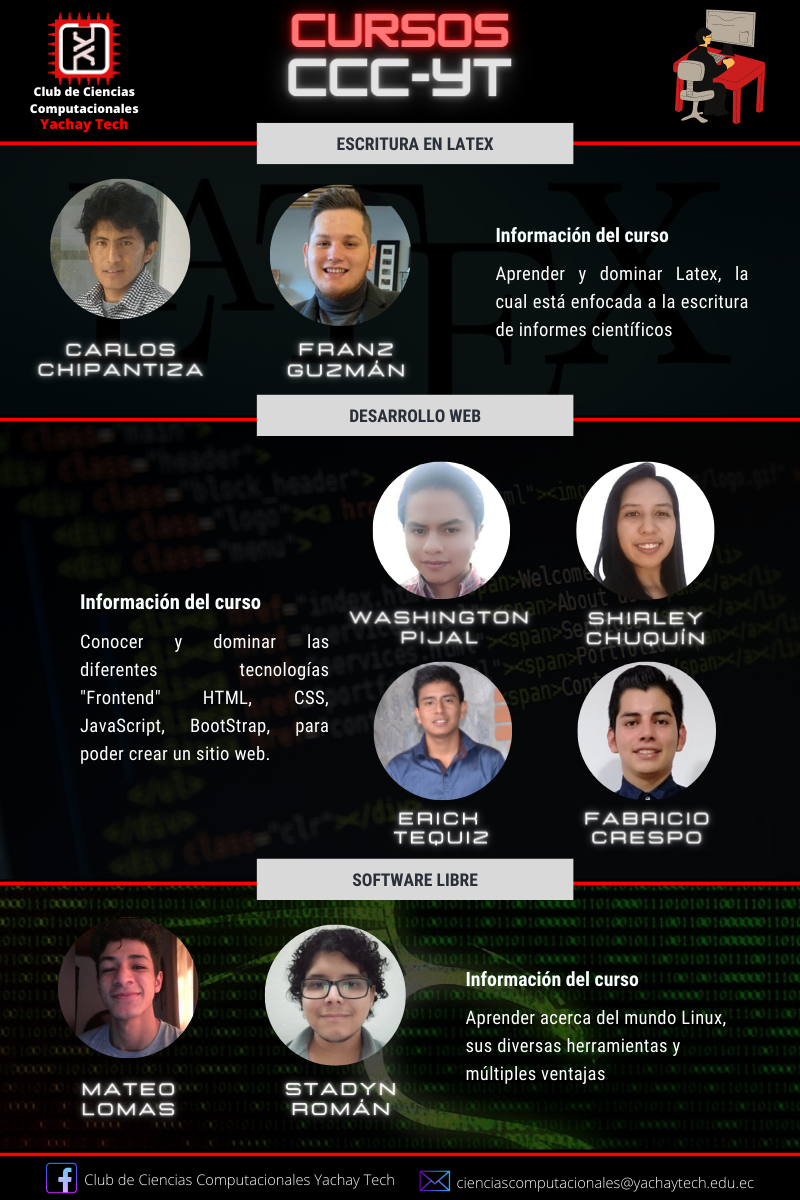 Club de Ciencias
Computacionales
Yachay Tech
CURSOS
CCC-YT
ESCRITURA EN LATEX
CARLOS
CHIPANTIZA
FRANZ
GUZMÁN
Información del curso
Aprender y dominar Latex, la
cual está enfocada a la escritura
de informes científicos
DESARROLLO WEB
Información del curso
Conocer y dominar las
diferentes tecnologías
"Frontend" HTML, CSS,
JavaScript, BootStrap, para
poder crear un sitio web.
WASHINGTON
PIJAL
SHIRLEY
CHUQUÍN
ERICK
TEQUIZ
FABRICIO
CRESPO
SOFTWARE LIBRE
MATEO
LOMAS
STADYN
ROMÁN
Información del curso
Aprender acerca del mundo Linux,
sus diversas herramientas y
múltiples ventajas
Club de Ciencias Computacionales Yachay Tech
cienciascomputacionales@yachaytech.edu.ec